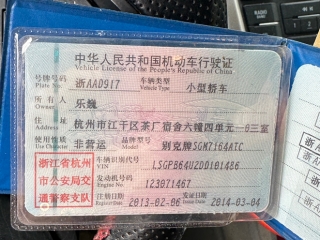 中华人民共和国机动车行驶证
Vehicle License of the People's Republic of China
号牌号码 浙AAD917 车辆类型 小型轿车
Plate No. Vehicle Type
所有人 乐巍
Owner
住址 杭州市江干区茶厂宿舍六幢四单元一0三室
Address
非营运 品牌型号 别克牌SGM7164ATC
Model
浙江省杭州
市公安局交
通警察支队
车辆识别代号 LSGPB64U2DD101486
VIN
发动机号码 123071467
Engine No.
注册日期 2013-02-06 发证日期 2014-03-04
Register Date Issue Date